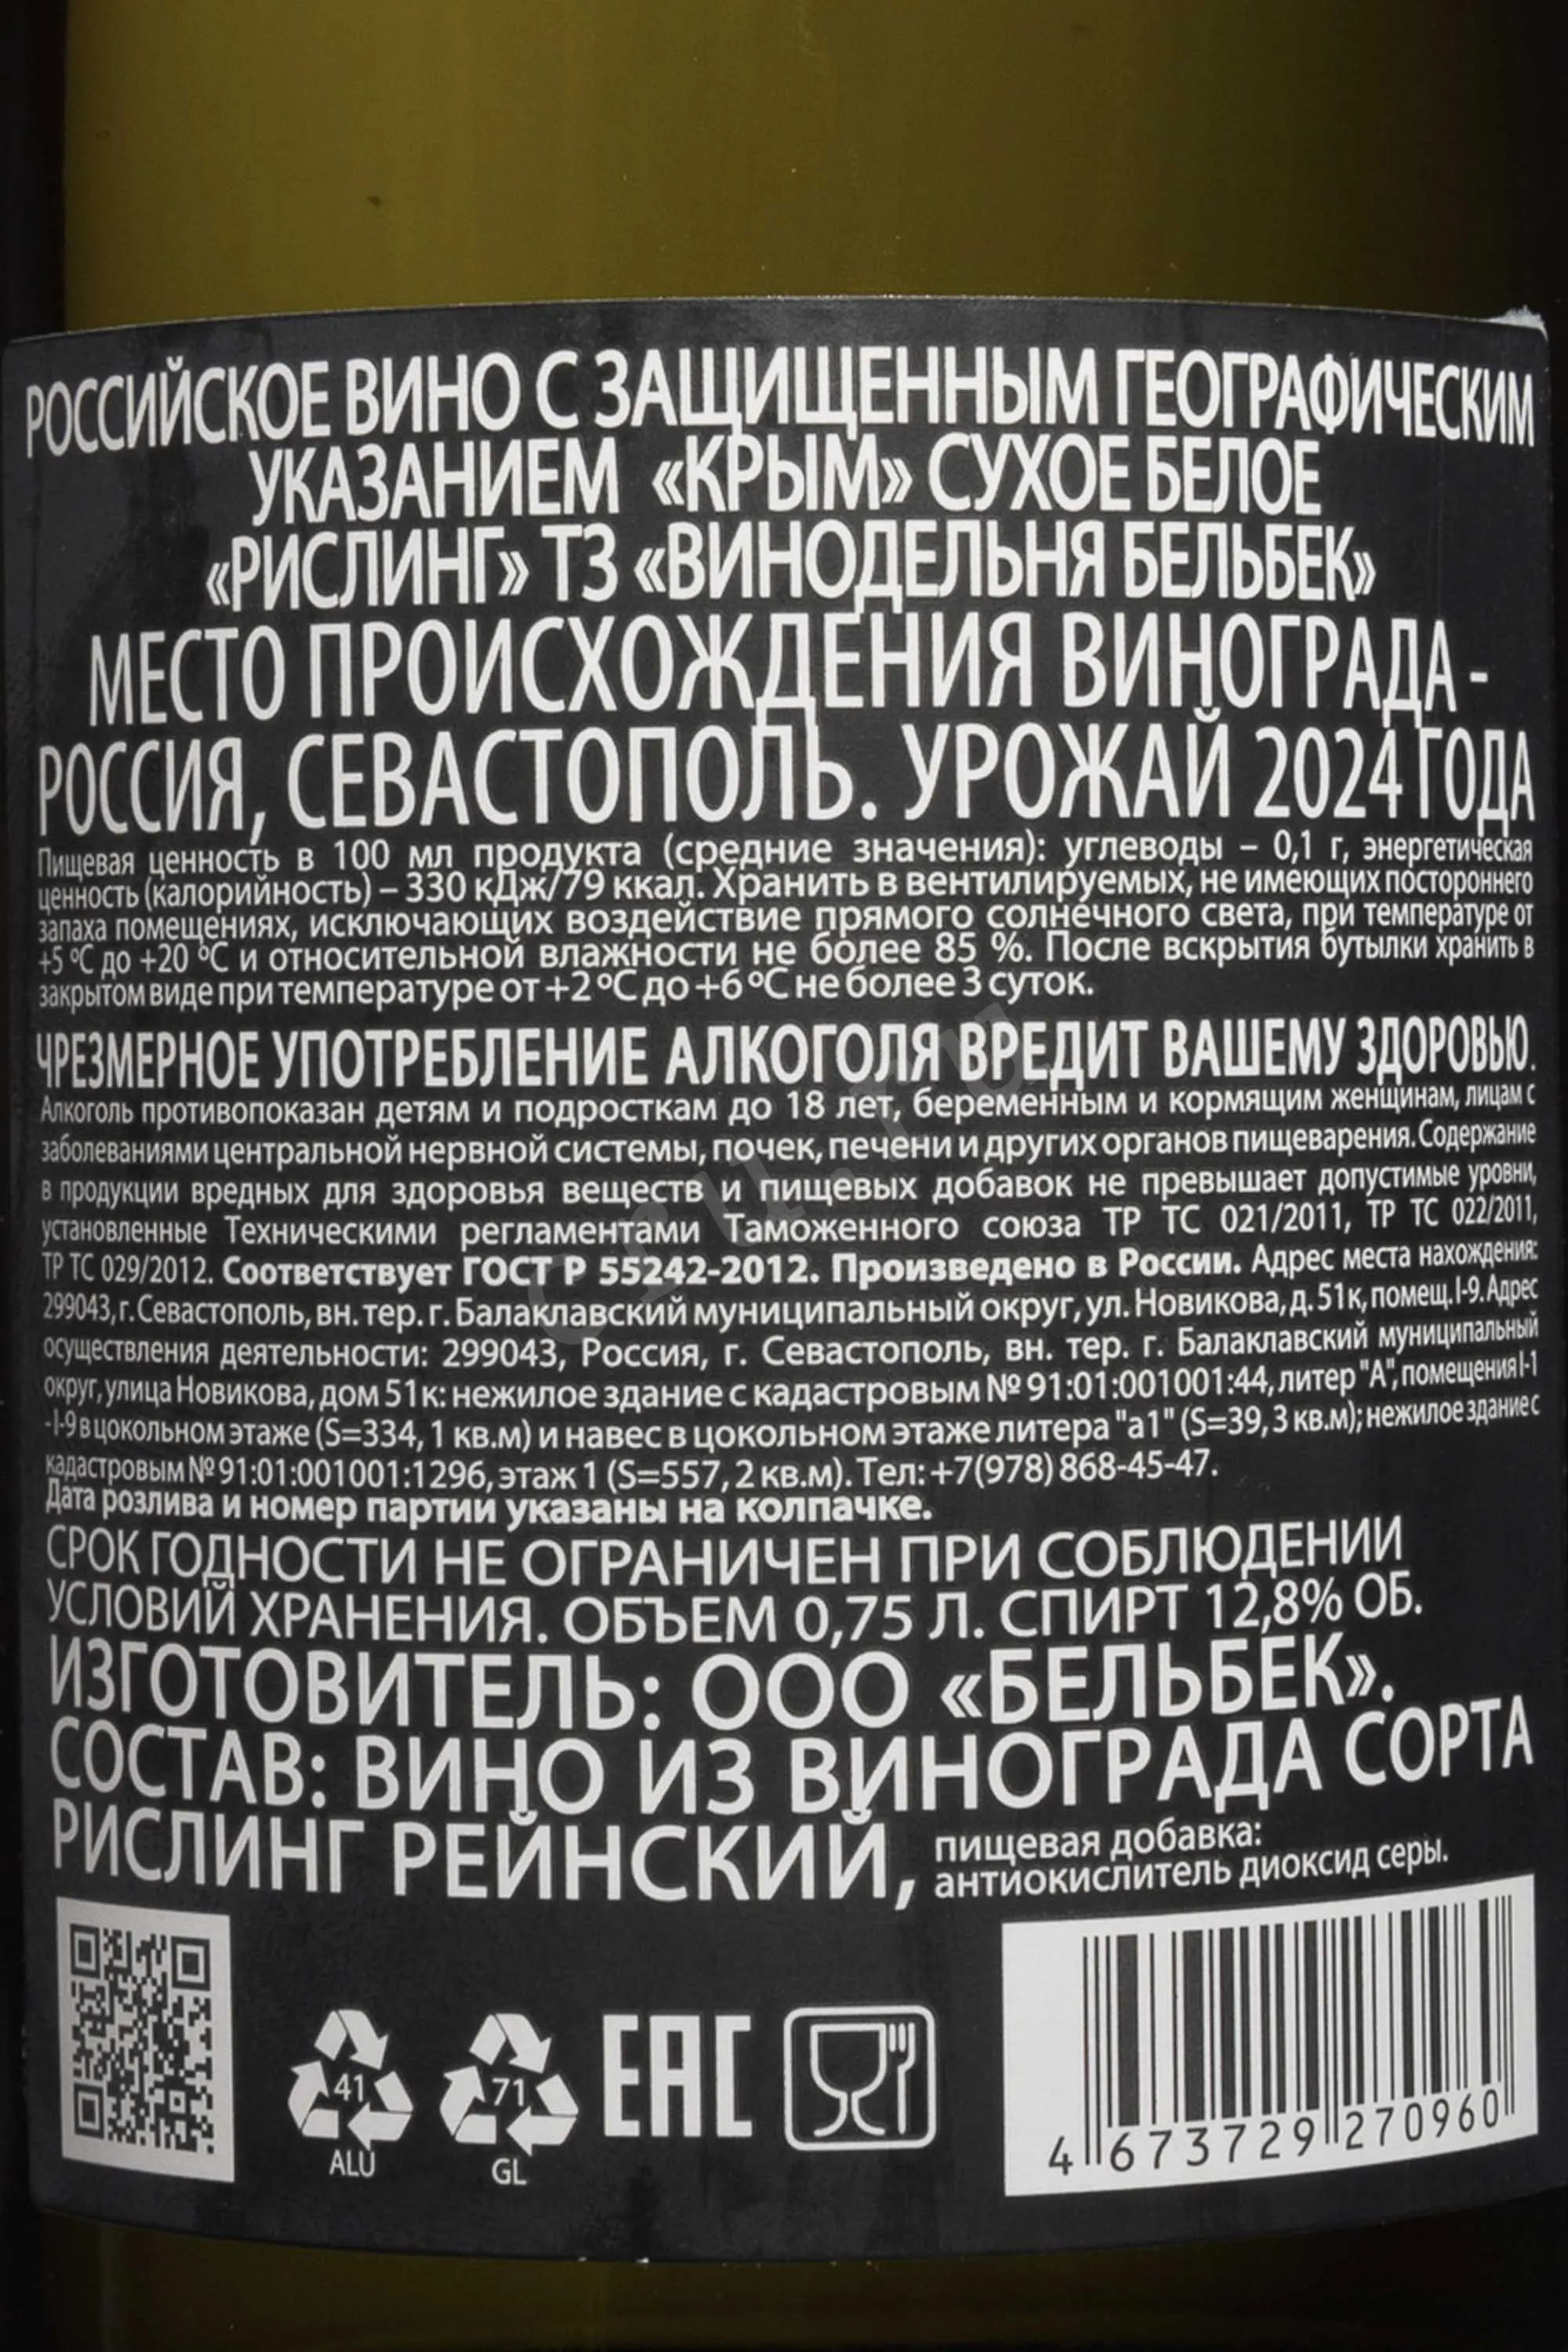 РОССИЙСКОЕ ВИНО С ЗАЩИЩЕННЫМ ГЕОГРАФИЧЕСКИМ
УКАЗАНИЕМ «КРЫМ» СУХОЕ БЕЛОЕ
«РИСЛИНГ» ТЗ «ВИНОДЕЛЬНЯ БЕЛЬБЕК»
МЕСТО ПРОИСХОЖДЕНИЯ ВИНОГРАДА -
РОССИЯ, СЕВАСТОПОЛЬ. УРОЖАЙ 2024 ГОДА
Пищевая ценность в 100 мл продукта (средние значения): углеводы – 0,1 г, энергетическая
ценность (калорийность) – 330 кДж/79 ккал. Хранить в вентилируемых, не имеющих постороннего
запаха помещениях, исключающих воздействие прямого солнечного света, при температуре от
+5 °С до +20 °С и относительной влажности не более 85 %. После вскрытия бутылки хранить в
закрытом виде при температуре от +2 °С до +6 °С не более 3 суток.
ЧРЕЗМЕРНОЕ УПОТРЕБЛЕНИЕ АЛКОГОЛЯ ВРЕДИТ ВАШЕМУ ЗДОРОВЬЮ.
Алкоголь противопоказан детям и подросткам до 18 лет, беременным и кормящим женщинам, лицам с
заболеваниями центральной нервной системы, почек, печени и других органов пищеварения. Содержание
в продукции вредных для здоровья веществ и пищевых добавок не превышает допустимые уровни,
установленные Техническими регламентами Таможенного союза ТР ТС 021/2011, ТР ТС 022/2011,
ТР ТС 029/2012. Соответствует ГОСТ Р 55242-2012. Произведено в России. Адрес места нахождения:
299043, г. Севастополь, вн. тер. г. Балаклавский муниципальный округ, ул. Новикова, д. 51к, помещ. I-9. Адрес
осуществления деятельности: 299043, Россия, г. Севастополь, вн. тер. г. Балаклавский муниципальный
округ, улица Новикова, дом 51к: нежилое здание с кадастровым № 91:01:001001:44, литер "А", помещения I-1
-I-9 в цокольном этаже (S=334, 1 кв.м) и навес в цокольном этаже литера "а1" (S=39, 3 кв.м); нежилое здание с
кадастровым № 91:01:001001:1296, этаж 1 (S=557, 2 кв.м). Тел: +7(978) 868-45-47.
Дата розлива и номер партии указаны на колпачке.
СРОК ГОДНОСТИ НЕ ОГРАНИЧЕН ПРИ СОБЛЮДЕНИИ
УСЛОВИЙ ХРАНЕНИЯ. ОБЪЕМ 0,75 Л. СПИРТ 12,8% ОБ.
ИЗГОТОВИТЕЛЬ: ООО «БЕЛЬБЕК».
СОСТАВ: ВИНО ИЗ ВИНОГРАДА СОРТА
РИСЛИНГ РЕЙНСКИЙ, пищевая добавка:
антиокислитель диоксид серы.
41
ALU
71
GL
EAC
4 673729 270960
cru.ru